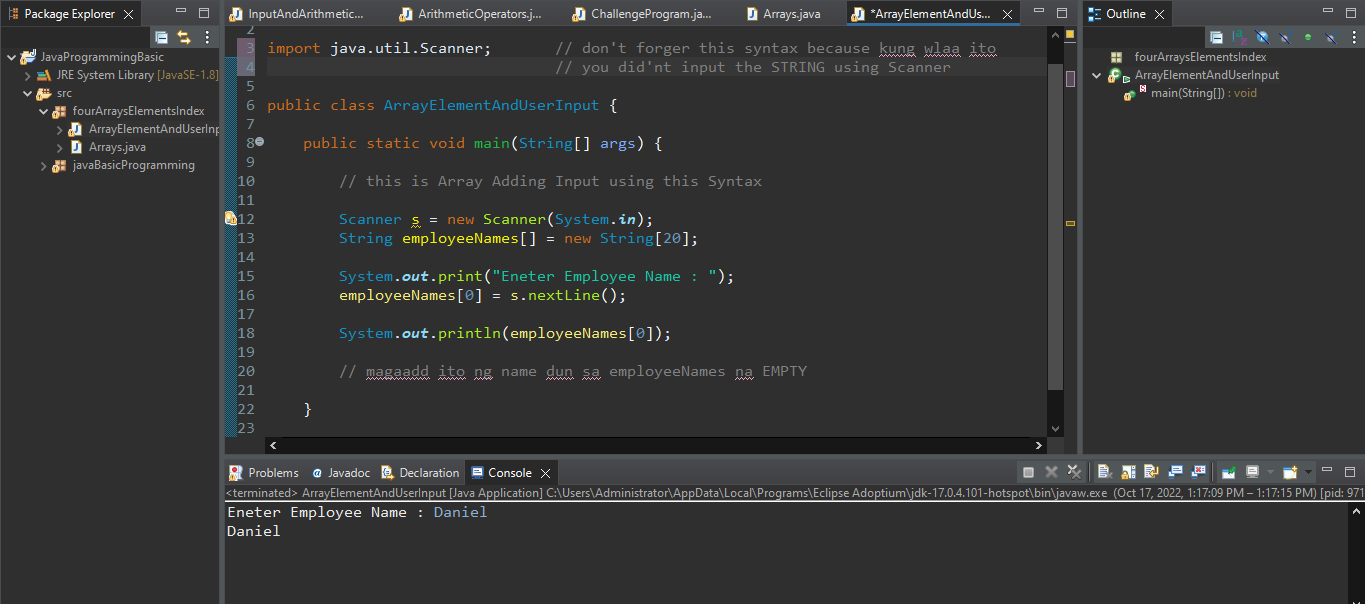 Package Explorer
JavaProgrammingBasic
JRE System Library [JavaSE-1.8]
src
fourArraysElementsIndex
ArrayElementAndUserInp
Arrays.java
javaBasicProgramming
InputAndArithmetic... ArithmeticOperators.j... ChallengeProgram.ja... Arrays.java *ArrayElementAndUs...
2
3 import java.util.Scanner; // don't forger this syntax because kung wlaa ito
4 // you did'nt input the STRING using Scanner
5
6 public class ArrayElementAndUserInput {
7
8 public static void main(String[] args) {
9
10 // this is Array Adding Input using this Syntax
11
12 Scanner s = new Scanner(System.in);
13 String employeeNames[] = new String[20];
14
15 System.out.print("Eneter Employee Name : ");
16 employeeNames[0] = s.nextLine();
17
18 System.out.println(employeeNames[0]);
19
20 // magaadd ito ng name dun sa employeeNames na EMPTY
21
22 }
23
Outline
fourArraysElementsIndex
ArrayElementAndUserInput
main(String[]) : void
Problems Javadoc Declaration Console
<terminated> ArrayElementAndUserInput [Java Application] C:\Users\Administrator\AppData\Local\Programs\Eclipse Adoptium\jdk-17.0.4.101-hotspot\bin\javaw.exe (Oct 17, 2022, 1:17:09 PM – 1:17:15 PM) [pid: 971
Eneter Employee Name : Daniel
Daniel